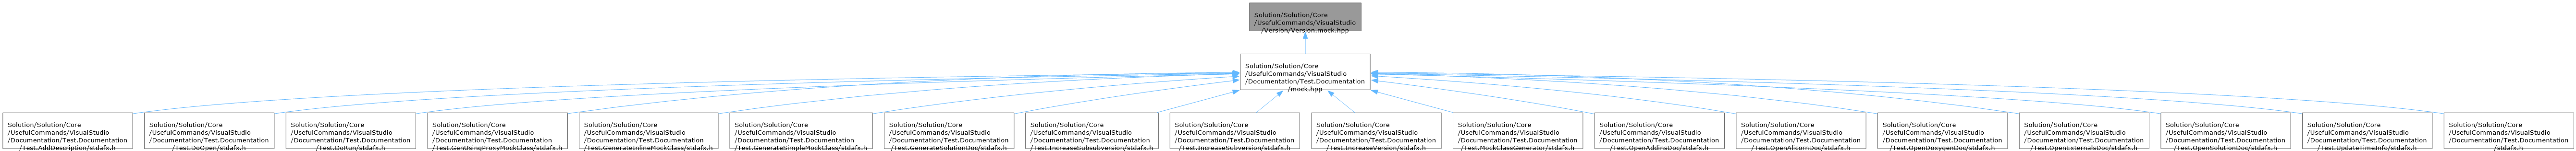 Solution/Solution/Core
/UsefulCommands/VisualStudio
/Version/Version.mock.hpp
Solution/Solution/Core
/UsefulCommands/VisualStudio
/Documentation/Test.Documentation
/mock.hpp
Solution/Solution/Core
/UsefulCommands/VisualStudio
/Documentation/Test.Documentation
/Test.AddDescription/stdafx.h
Solution/Solution/Core
/UsefulCommands/VisualStudio
/Documentation/Test.Documentation
/Test.DoOpen/stdafx.h
Solution/Solution/Core
/UsefulCommands/VisualStudio
/Documentation/Test.Documentation
/Test.DoRun/stdafx.h
Solution/Solution/Core
/UsefulCommands/VisualStudio
/Documentation/Test.Documentation
/Test.GenUsingProxyMockClass/stdafx.h
Solution/Solution/Core
/UsefulCommands/VisualStudio
/Documentation/Test.Documentation
/Test.GenerateInlineMockClass/stdafx.h
Solution/Solution/Core
/UsefulCommands/VisualStudio
/Documentation/Test.Documentation
/Test.GenerateSimpleMockClass/stdafx.h
Solution/Solution/Core
/UsefulCommands/VisualStudio
/Documentation/Test.Documentation
/Test.GenerateSolutionDoc/stdafx.h
Solution/Solution/Core
/UsefulCommands/VisualStudio
/Documentation/Test.Documentation
/Test.IncreaseSubsubversion/stdafx.h
Solution/Solution/Core
/UsefulCommands/VisualStudio
/Documentation/Test.Documentation
/Test.IncreaseSubversion/stdafx.h
Solution/Solution/Core
/UsefulCommands/VisualStudio
/Documentation/Test.Documentation
/Test.IncreaseVersion/stdafx.h
Solution/Solution/Core
/UsefulCommands/VisualStudio
/Documentation/Test.Documentation
/Test.MockClassGenerator/stdafx.h
Solution/Solution/Core
/UsefulCommands/VisualStudio
/Documentation/Test.Documentation
/Test.OpenAddinsDoc/stdafx.h
Solution/Solution/Core
/UsefulCommands/VisualStudio
/Documentation/Test.Documentation
/Test.OpenAlicornDoc/stdafx.h
Solution/Solution/Core
/UsefulCommands/VisualStudio
/Documentation/Test.Documentation
/Test.OpenDoxygenDoc/stdafx.h
Solution/Solution/Core
/UsefulCommands/VisualStudio
/Documentation/Test.Documentation
/Test.OpenExternalsDoc/stdafx.h
Solution/Solution/Core
/UsefulCommands/VisualStudio
/Documentation/Test.Documentation
/Test.OpenSolutionDoc/stdafx.h
Solution/Solution/Core
/UsefulCommands/VisualStudio
/Documentation/Test.Documentation
/Test.UpdateTimeInfo/stdafx.h
Solution/Solution/Core
/UsefulCommands/VisualStudio
/Documentation/Test.Documentation
/stdafx.h